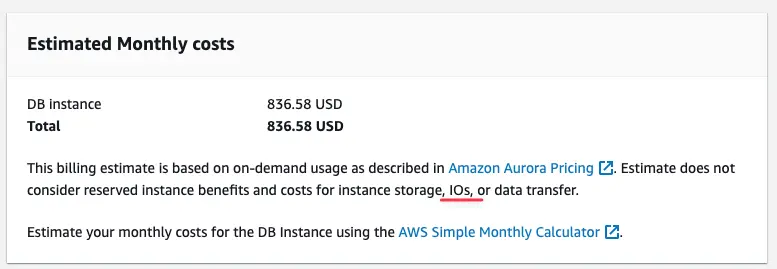 Estimated Monthly costs
DB instance 836.58 USD
Total 836.58 USD
This billing estimate is based on on-demand usage as described in Amazon Aurora Pricing. Estimate does not
consider reserved instance benefits and costs for instance storage, IOs, or data transfer.
Estimate your monthly costs for the DB Instance using the AWS Simple Monthly Calculator.